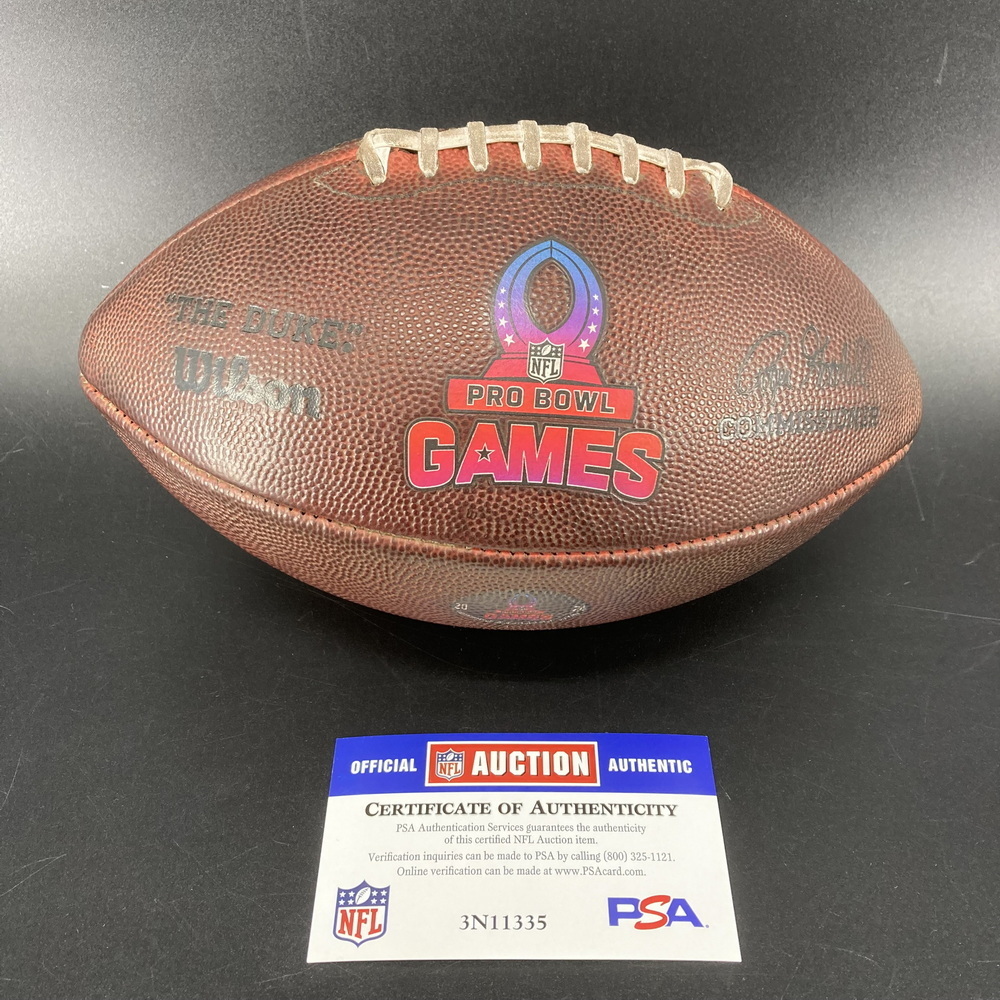 "THE DUKE"
Wilson
NFL
PRO BOWL
GAMES
COMMISSIONER
20
OFFICIAL NFL AUCTION AUTHENTIC
CERTIFICATE OF AUTHENTICITY
PSA Authentication Services guarantees the authenticity
of this certified NFL Auction item.
Verification inquiries can be made to PSA by calling (800) 325-1121.
Online verification can be made at www.PSAcard.com.
NFL
3N11335
PSA